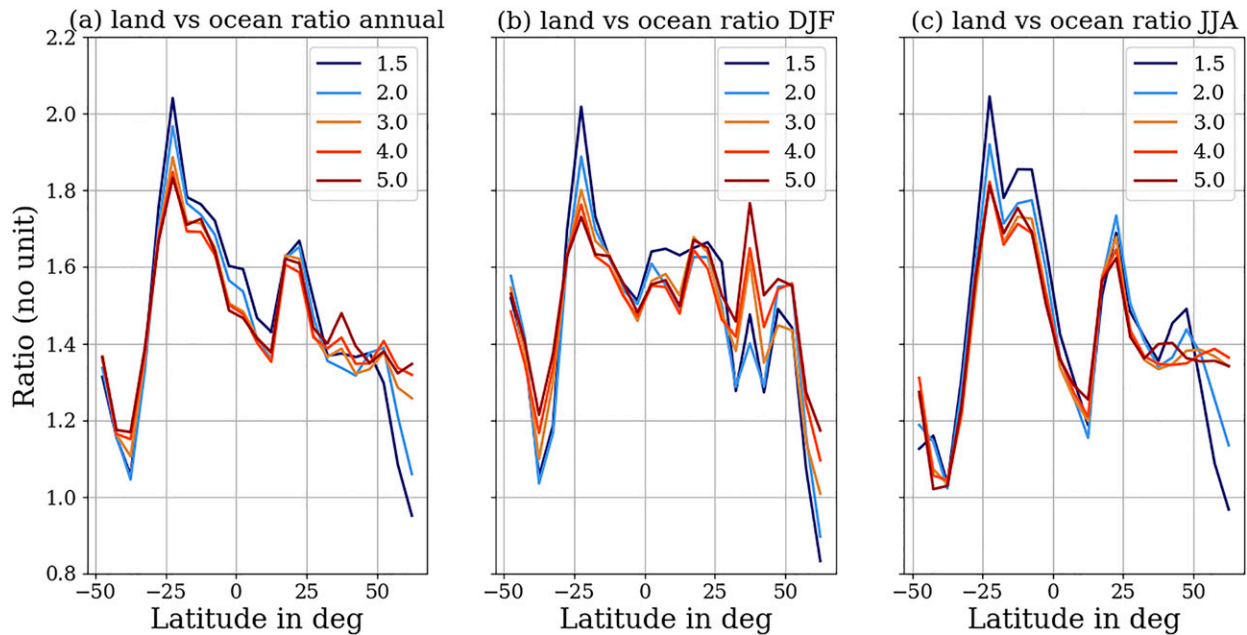 (a) land vs ocean ratio annual
(b) land vs ocean ratio DJF
(c) land vs ocean ratio JJA
Ratio (no unit)
2.2
2.0
1.8
1.6
1.4
1.2
1.0
0.8
1.5
2.0
3.0
4.0
5.0
1.5
2.0
3.0
4.0
5.0
1.5
2.0
3.0
4.0
5.0
−50 −25 0 25 50
−50 −25 0 25 50
−50 −25 0 25 50
Latitude in deg
Latitude in deg
Latitude in deg